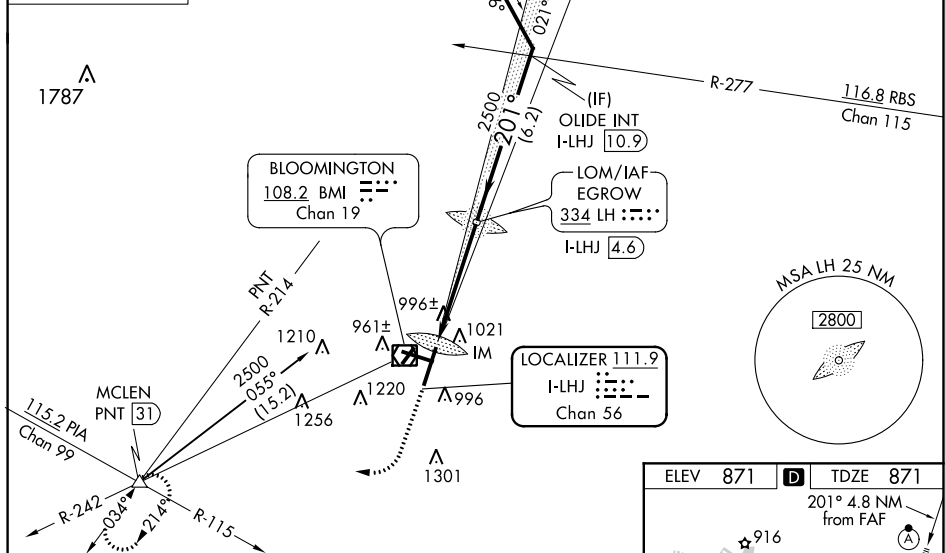 021°
1787
R-277
116.8 RBS
Chan 115
2500
201°
(6.2)
(IF)
OLIDE INT
I-LHJ 10.9
BLOOMINGTON
108.2 BMI
Chan 19
LOM/IAF
EGROW
334 LH
I-LHJ 4.6
MSA LH 25 NM
2800
PNT
R-214
996±
1210
961±
1021
IM
LOCALIZER 111.9
I-LHJ
Chan 56
2500
055°
(15.2)
MCLEN
PNT 31
1256
1220
996
115.2 PIA
Chan 99
1301
R-242
034°
214°
R-115
ELEV 871 D TDZE 871
201° 4.8 NM
from FAF
916
A